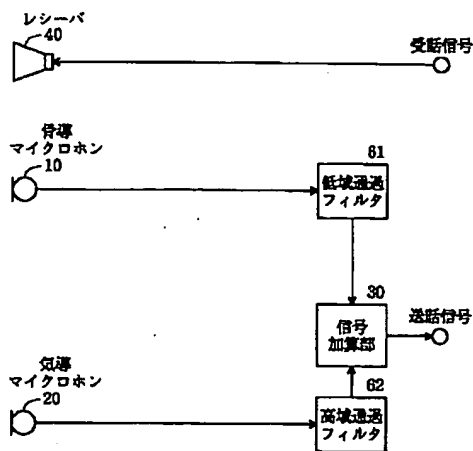 レシーバ
40
受話信号
骨導
マイクロホン
10
61
低域通過
フィルタ
30
信号
加算部
送話信号
気導
マイクロホン
20
62
高域通過
フィルタ